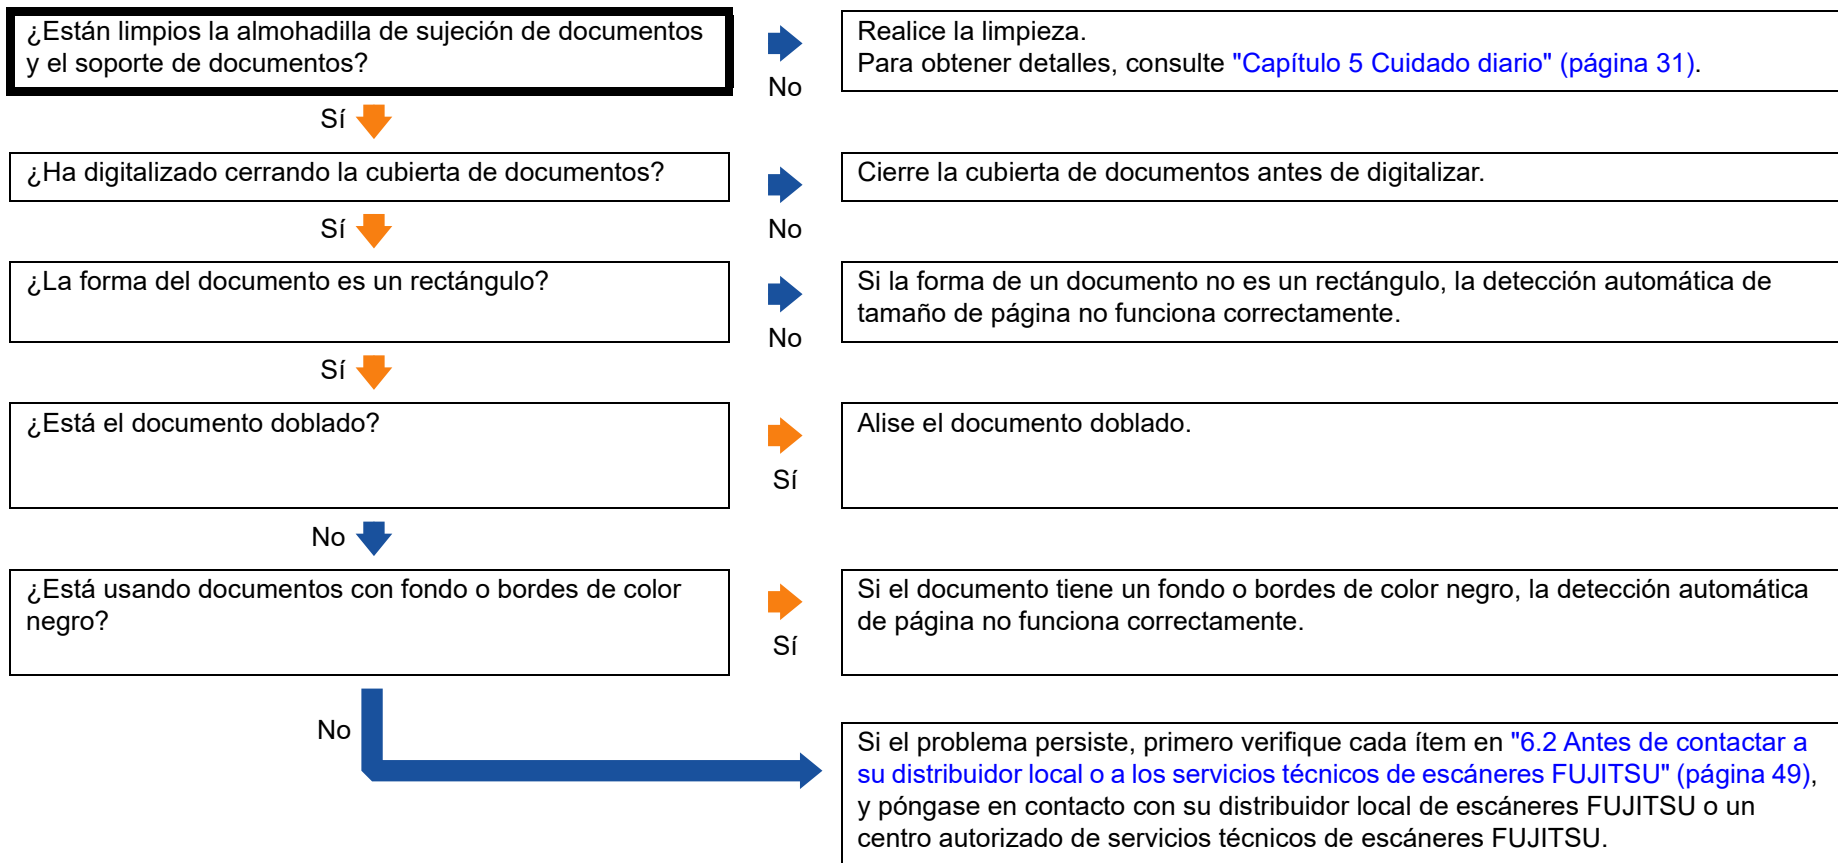 ¿Están limpios la almohadilla de sujeción de documentos
y el soporte de documentos?
No
Realice la limpieza.
Para obtener detalles, consulte "Capítulo 5 Cuidado diario" (página 31).
Sí
¿Ha digitalizado cerrando la cubierta de documentos?
No
Cierre la cubierta de documentos antes de digitalizar.
Sí
¿La forma del documento es un rectángulo?
No
Si la forma de un documento no es un rectángulo, la detección automática de
tamaño de página no funciona correctamente.
Sí
¿Está el documento doblado?
Sí
Alise el documento doblado.
No
¿Está usando documentos con fondo o bordes de color
negro?
Sí
Si el documento tiene un fondo o bordes de color negro, la detección automática
de página no funciona correctamente.
No
Si el problema persiste, primero verifique cada ítem en "6.2 Antes de contactar a
su distribuidor local o a los servicios técnicos de escáneres FUJITSU" (página 49),
y póngase en contacto con su distribuidor local de escáneres FUJITSU o un
centro autorizado de servicios técnicos de escáneres FUJITSU.